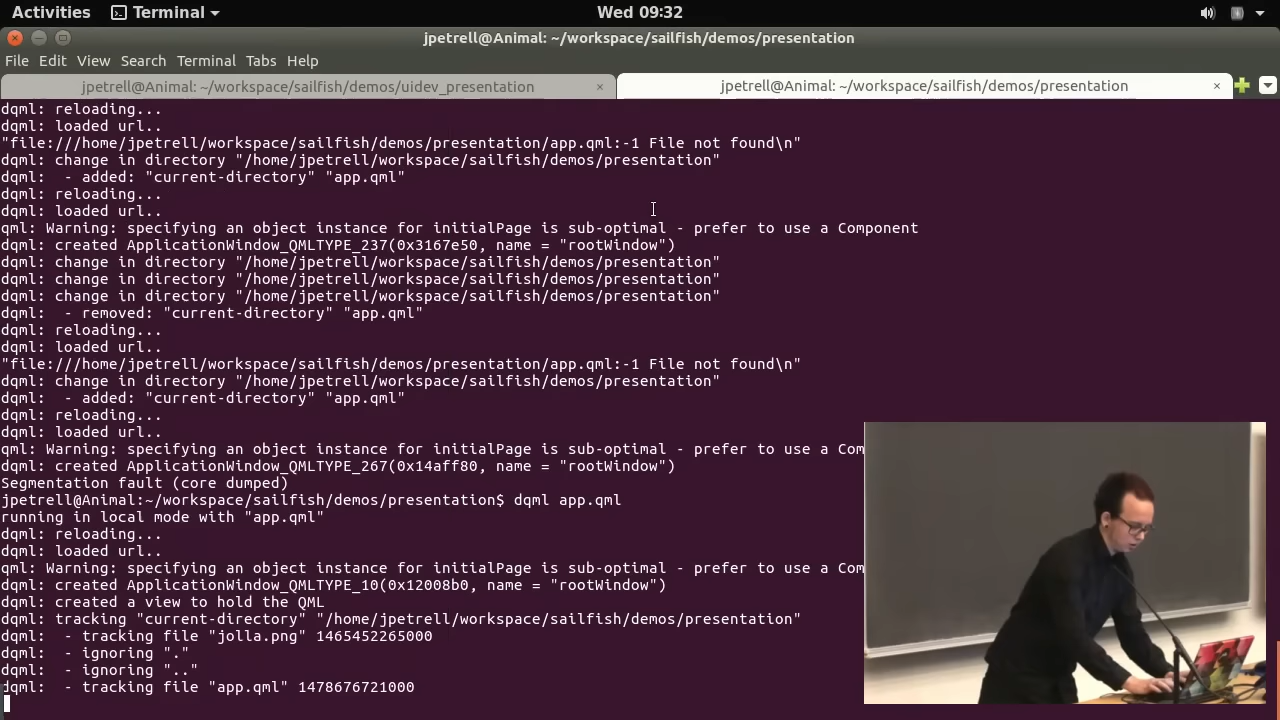 Activities Terminal Wed 09:32
jpetrell@Animal: ~/workspace/sailfish/demos/presentation
File Edit View Search Terminal Tabs Help
jpetrell@Animal: ~/workspace/sailfish/demos/uidev_presentation × jpetrell@Animal: ~/workspace/sailfish/demos/presentation ×
dqml: reloading...
dqml: loaded url..
"file:///home/jpetrell/workspace/sailfish/demos/presentation/app.qml:-1 File not found\n"
dqml: change in directory "/home/jpetrell/workspace/sailfish/demos/presentation"
dqml:  - added: "current-directory" "app.qml"
dqml: reloading...
dqml: loaded url..
qml: Warning: specifying an object instance for initialPage is sub-optimal - prefer to use a Component
dqml: created ApplicationWindow_QMLTYPE_237(0x3167e50, name = "rootWindow")
dqml: change in directory "/home/jpetrell/workspace/sailfish/demos/presentation"
dqml: change in directory "/home/jpetrell/workspace/sailfish/demos/presentation"
dqml: change in directory "/home/jpetrell/workspace/sailfish/demos/presentation"
dqml:  - removed: "current-directory" "app.qml"
dqml: reloading...
dqml: loaded url..
"file:///home/jpetrell/workspace/sailfish/demos/presentation/app.qml:-1 File not found\n"
dqml: change in directory "/home/jpetrell/workspace/sailfish/demos/presentation"
dqml:  - added: "current-directory" "app.qml"
dqml: reloading...
dqml: loaded url..
qml: Warning: specifying an object instance for initialPage is sub-optimal - prefer to use a Com
dqml: created ApplicationWindow_QMLTYPE_267(0x14aff80, name = "rootWindow")
Segmentation fault (core dumped)
jpetrell@Animal:~/workspace/sailfish/demos/presentation$ dqml app.qml
running in local mode with "app.qml"
dqml: reloading...
dqml: loaded url..
qml: Warning: specifying an object instance for initialPage is sub-optimal - prefer to use a Com
dqml: created ApplicationWindow_QMLTYPE_10(0x12008b0, name = "rootWindow")
dqml: created a view to hold the QML
dqml: tracking "current-directory" "/home/jpetrell/workspace/sailfish/demos/presentation"
dqml:  - tracking file "jolla.png" 1465452265000
dqml:  - ignoring "."
dqml:  - ignoring ".."
dqml:  - tracking file "app.qml" 1478676721000